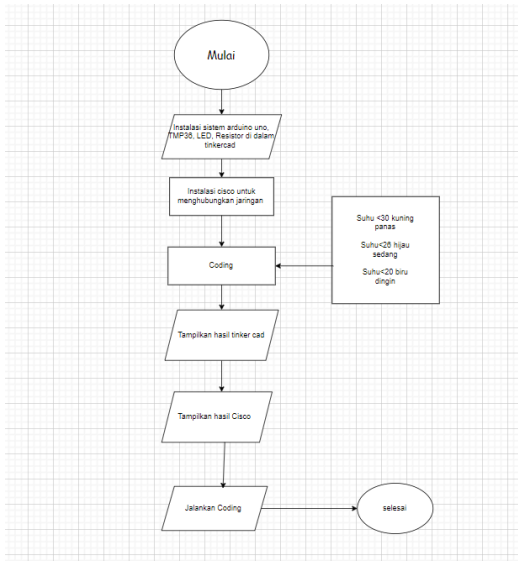 Mulai
Instalasi sistem arduino uno,
TMP36, LED, Resistor di dalam
tinkercad
Instalasi cisco untuk
menghubungkan jaringan
Suhu <30 kuning
panas
Suhu<26 hijau
sedang
Suhu<20 biru
dingin
Coding
Tampilkan hasil tinker cad
Tampilkan hasil Cisco
Jalankan Coding
selesai